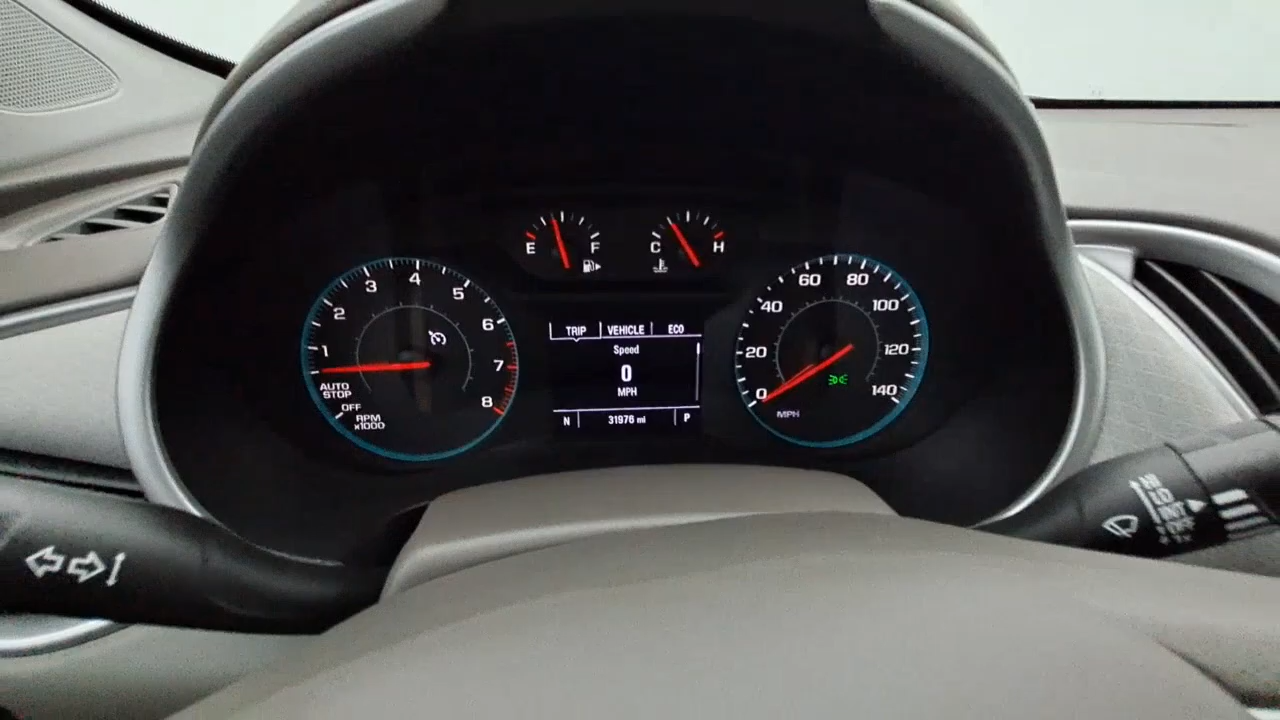 E F
C H
1 2 3 4 5 6 7 8
AUTO
STOP
OFF
RPM
x1000
TRIP VEHICLE ECO
Speed
0
MPH
N 31976 mi P
0 20 40 60 80 100 120 140
MPH